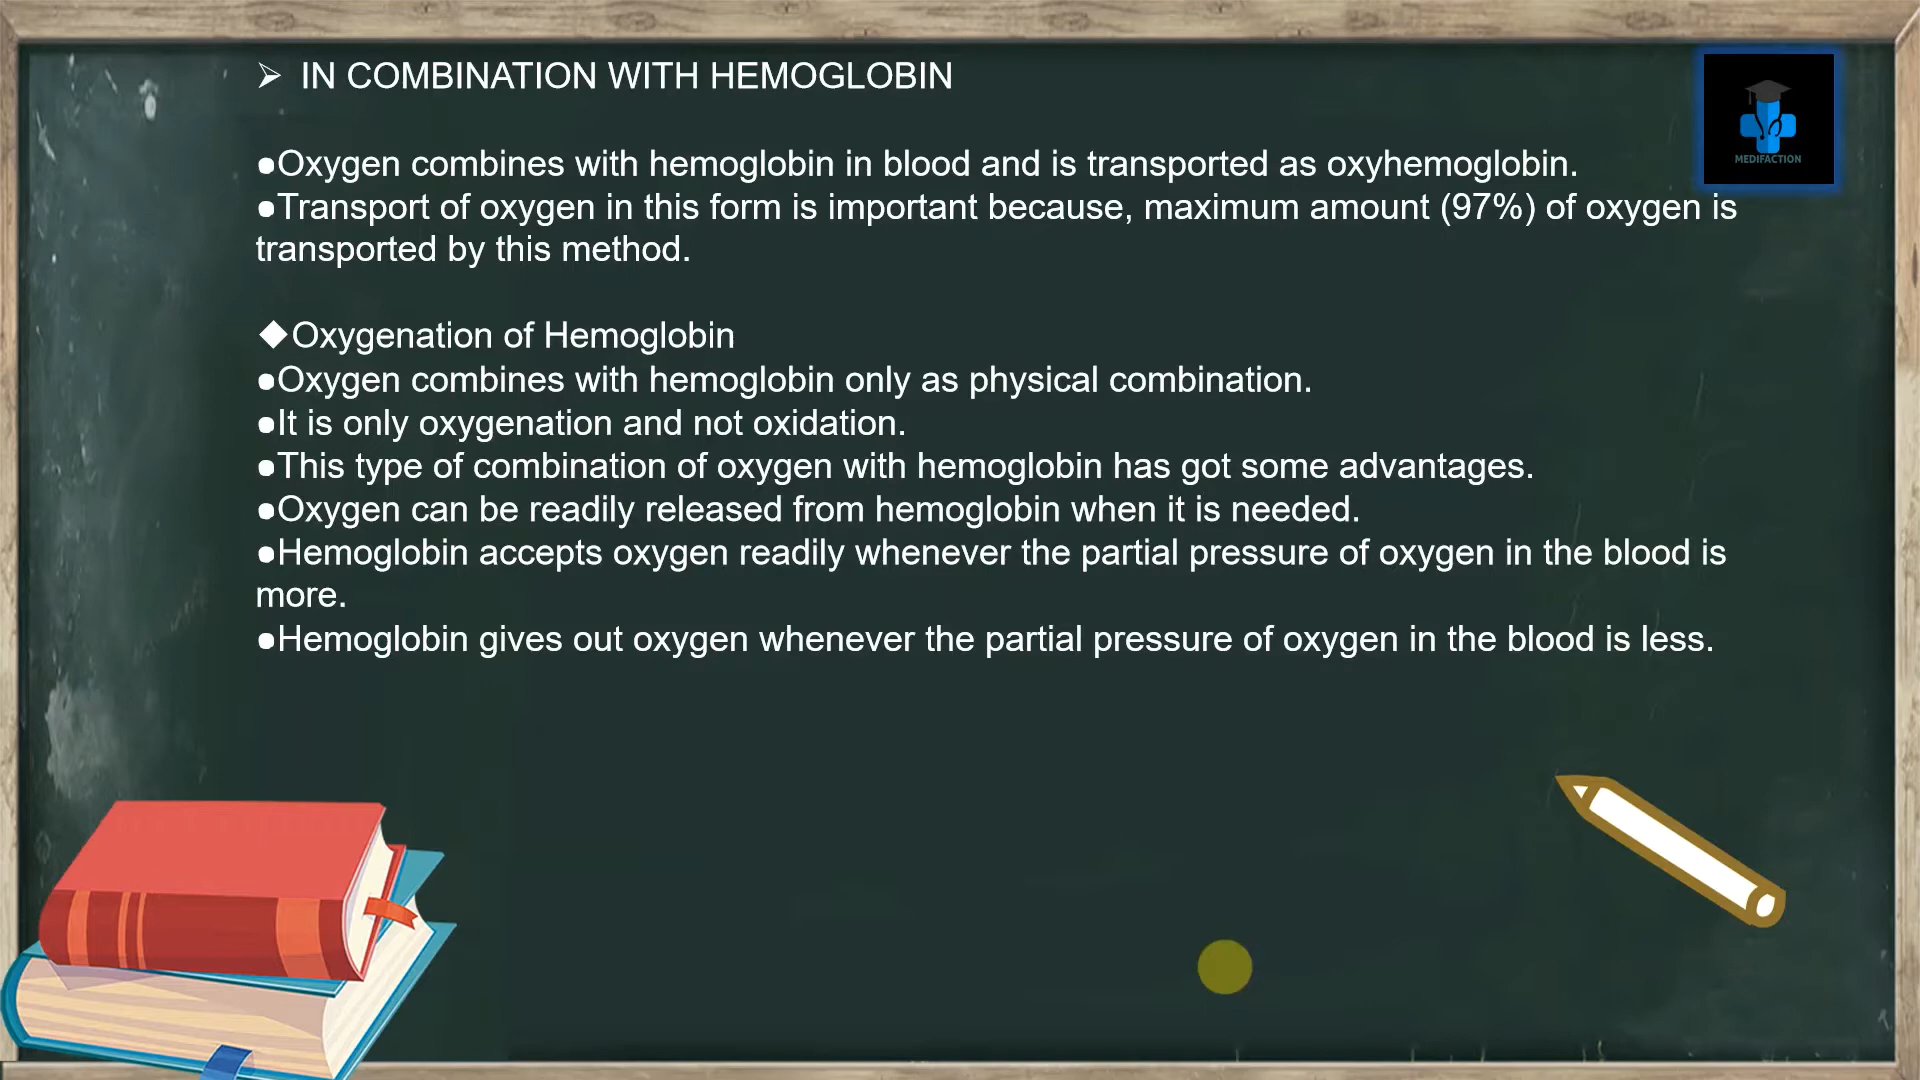 ➢ IN COMBINATION WITH HEMOGLOBIN
MEDIFACTION
●Oxygen combines with hemoglobin in blood and is transported as oxyhemoglobin.
●Transport of oxygen in this form is important because, maximum amount (97%) of oxygen is
transported by this method.
◆Oxygenation of Hemoglobin
●Oxygen combines with hemoglobin only as physical combination.
●It is only oxygenation and not oxidation.
●This type of combination of oxygen with hemoglobin has got some advantages.
●Oxygen can be readily released from hemoglobin when it is needed.
●Hemoglobin accepts oxygen readily whenever the partial pressure of oxygen in the blood is
more.
●Hemoglobin gives out oxygen whenever the partial pressure of oxygen in the blood is less.